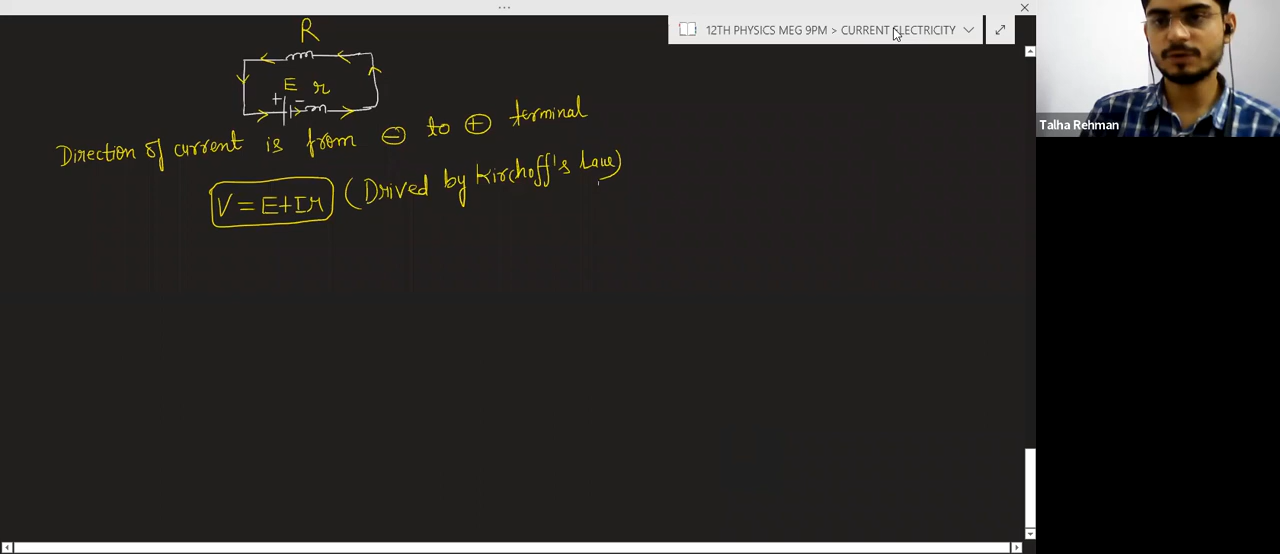 12TH PHYSICS MEG 9PM > CURRENT ELECTRICITY
R
E r
+ −
Direction of current is from ⊖ to ⊕ terminal
V = E+Ir (Drived by Kirchoff's Law)
Talha Rehman